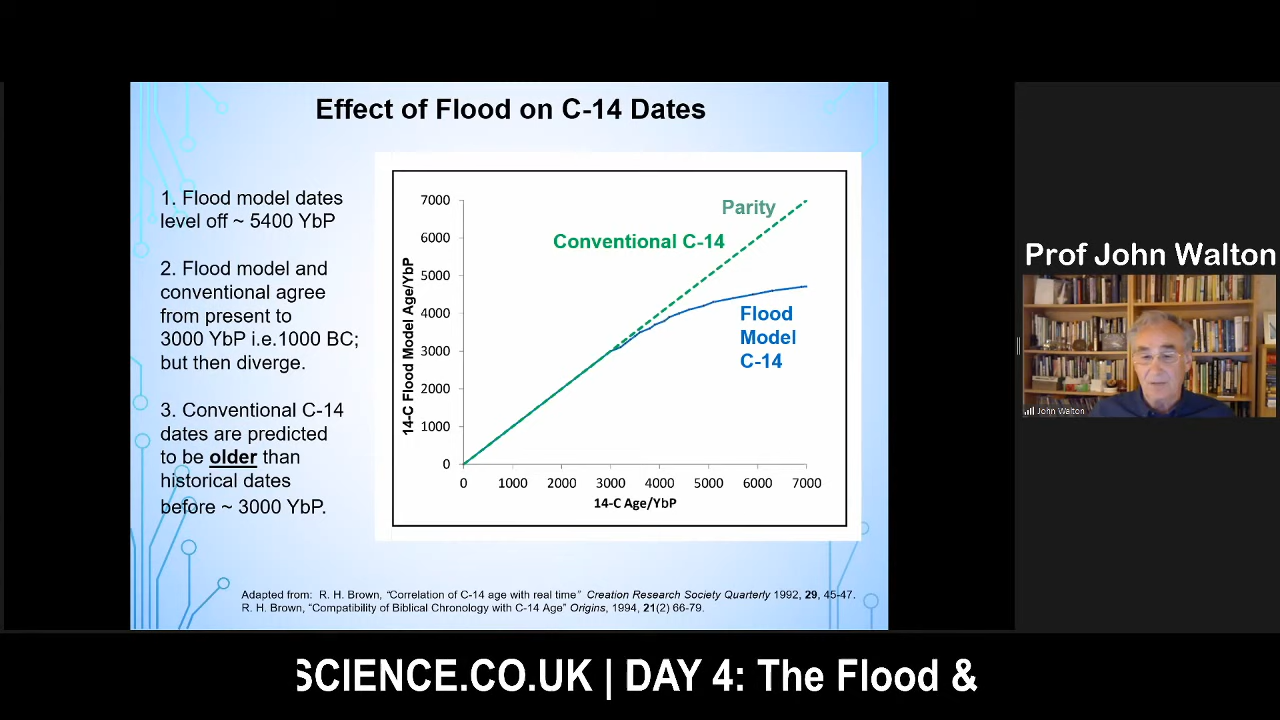 Effect of Flood on C-14 Dates
1. Flood model dates
level off ~ 5400 YbP
2. Flood model and
conventional agree
from present to
3000 YbP i.e.1000 BC;
but then diverge.
3. Conventional C-14
dates are predicted
to be older than
historical dates
before ~ 3000 YbP.
14-C Flood Model Age/YbP
7000
6000
5000
4000
3000
2000
1000
0
Parity
Conventional C-14
Flood
Model
C-14
0 1000 2000 3000 4000 5000 6000 7000
14-C Age/YbP
Adapted from: R. H. Brown, “Correlation of C-14 age with real time” Creation Research Society Quarterly 1992, 29, 45-47.
R. H. Brown, “Compatibility of Biblical Chronology with C-14 Age” Origins, 1994, 21(2) 66-79.
Prof John Walton
John Walton
SCIENCE.CO.UK | DAY 4: The Flood &